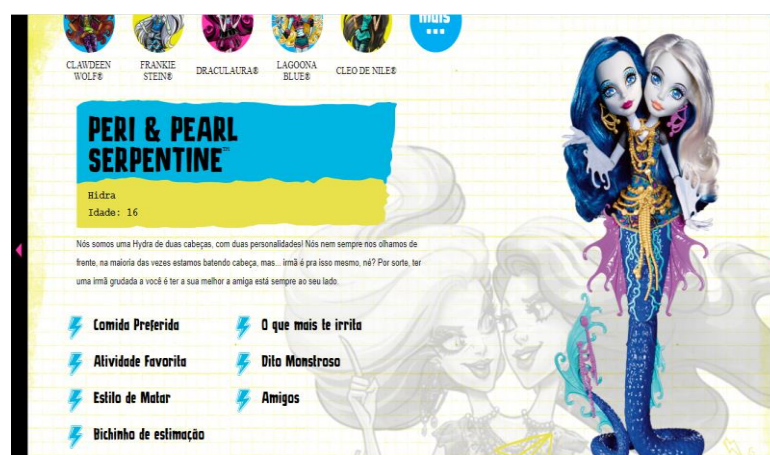 mais
CLAWDEEN
WOLF®
FRANKIE
STEIN®
DRACULAURA®
LAGOONA
BLUE®
CLEO DE NILE®
PERI & PEARL
SERPENTINE™
Hidra
Idade: 16
Nós somos uma Hydra de duas cabeças, com duas personalidades! Nós nem sempre nos olhamos de
frente, na maioria das vezes estamos batendo cabeça, mas... irmã é pra isso mesmo, né? Por sorte, ter
uma irmã grudada a você é ter a sua melhor a amiga está sempre ao seu lado.
Comida Preferida
O que mais te irrita
Atividade Favorita
Dito Monstroso
Estilo de Matar
Amigos
Bichinho de estimação